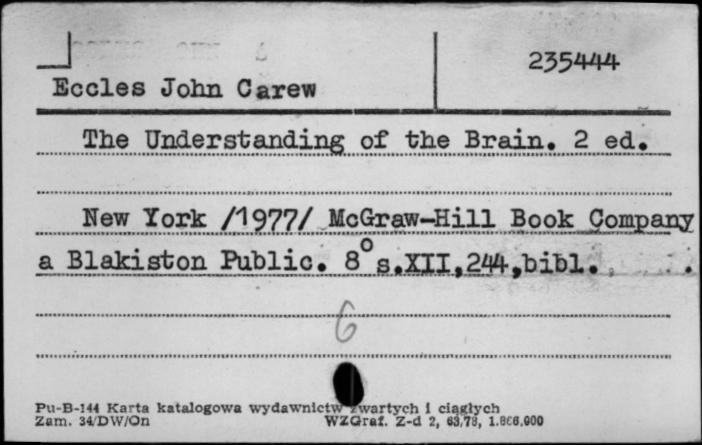 235444
Eccles John Carew
The Understanding of the Brain. 2 ed.
New York /1977/ McGraw-Hill Book Company
a Blakiston Public. 8° s.XII,244,bibl. .
6
Pu-B-144 Karta katalogowa wydawnictw zwartych i ciągłych
Zam. 34/DW/On WZGraf. Z-d 2, 63,78, 1.866,000